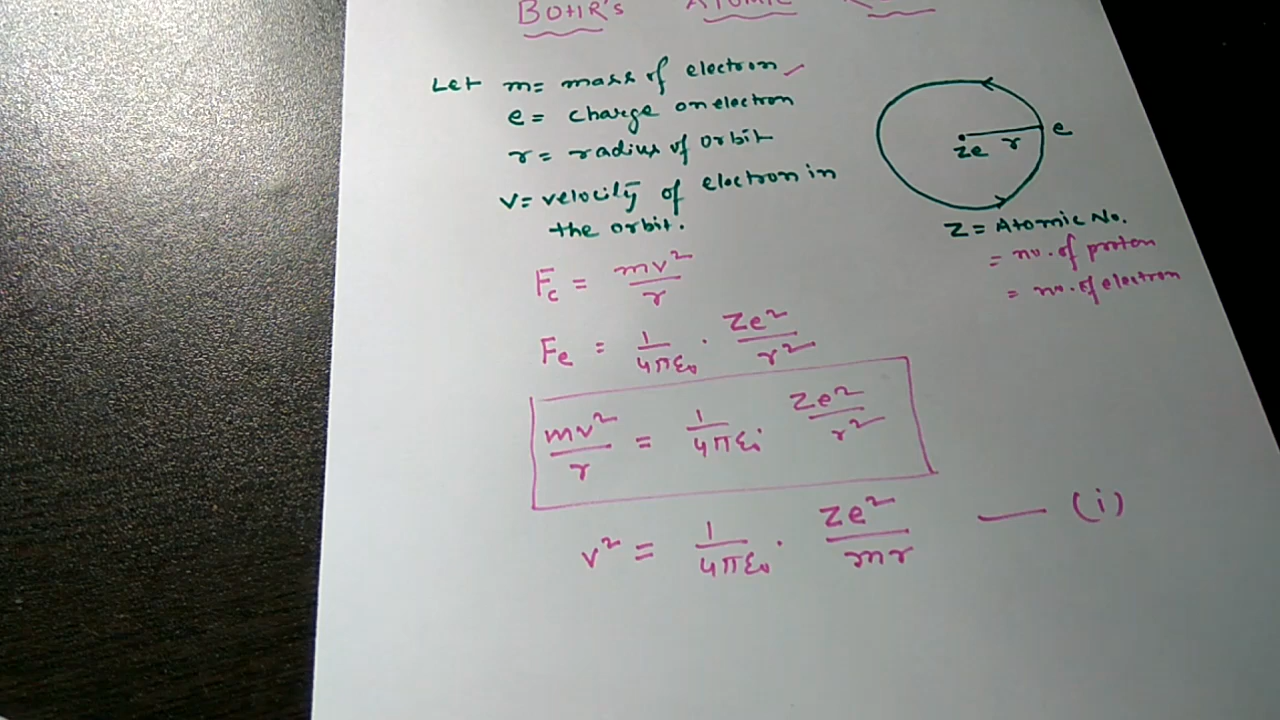 BOHR's ATOMIC
Let m= mass of electron ✓
e = charge on electron
r = radius of orbit
v= velocity of electron in
the orbit.
e
ze r
Z = Atomic No.
= no. of proton
= no. of electron
Fc = mv²/r
Fe = 1/4πε₀ . Ze²/r²
mv²/r = 1/4πε₀ Ze²/r²
v² = 1/4πε₀ . Ze²/mr — (i)